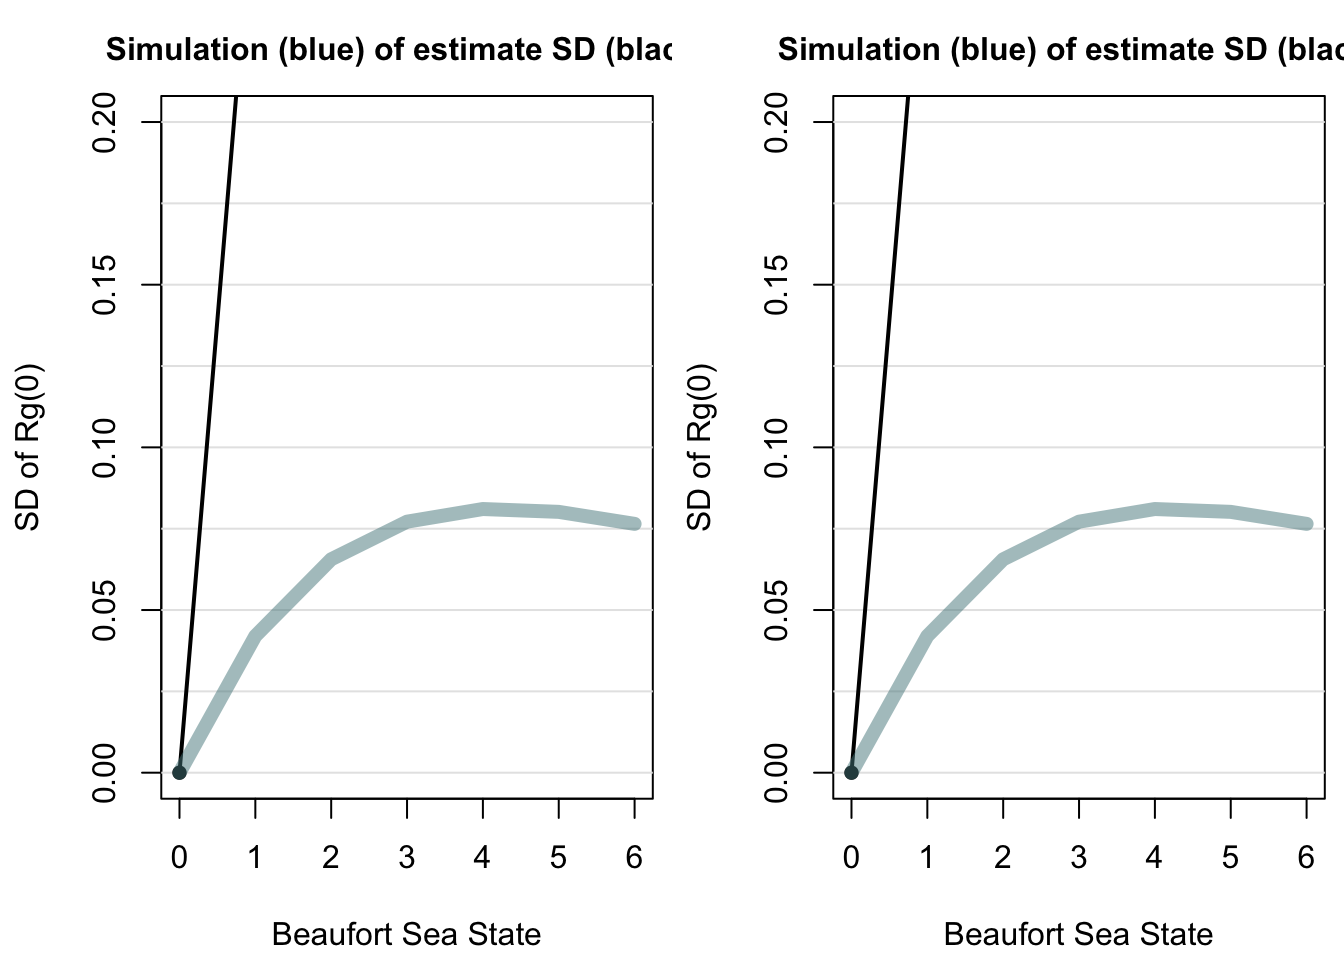 Simulation (blue) of estimate SD (blac
SD of Rg(0)
0.20
0.15
0.10
0.05
0.00
0 1 2 3 4 5 6
Beaufort Sea State
Simulation (blue) of estimate SD (blac
SD of Rg(0)
0.20
0.15
0.10
0.05
0.00
0 1 2 3 4 5 6
Beaufort Sea State